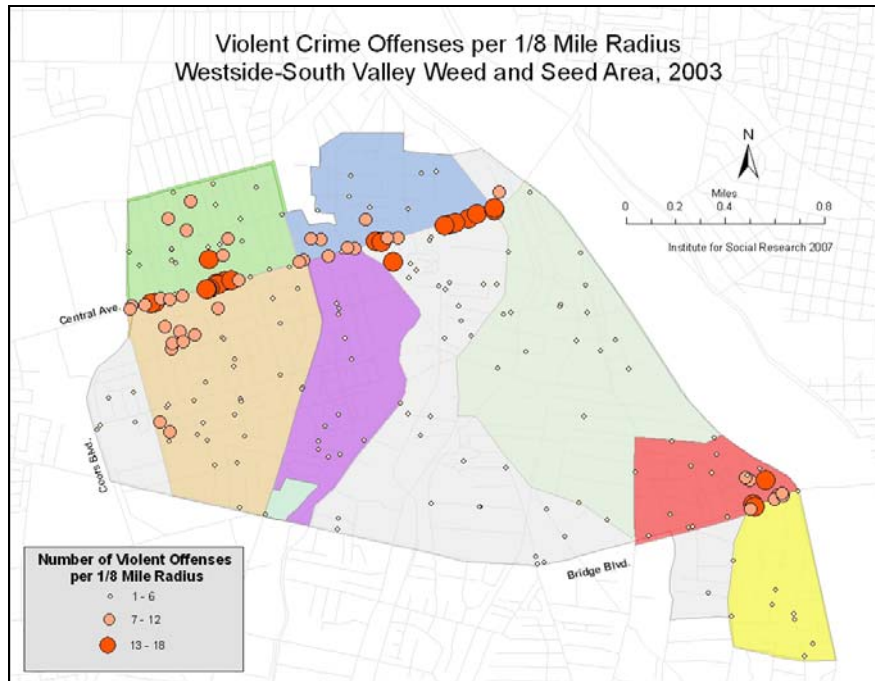 Violent Crime Offenses per 1/8 Mile Radius
Westside-South Valley Weed and Seed Area, 2003
N
Miles
0 0.2 0.4 0.8
Institute for Social Research 2007
Central Ave.
Coors Blvd.
Bridge Blvd.
Number of Violent Offenses
per 1/8 Mile Radius
1 - 6
7 - 12
13 - 18